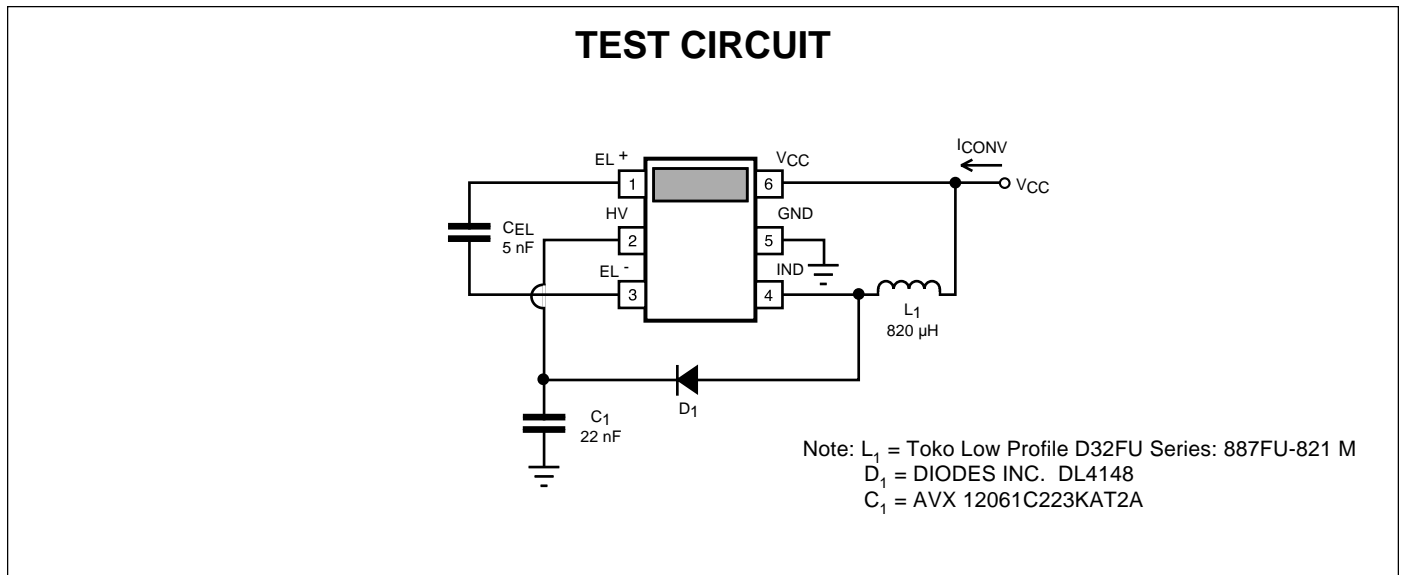 TEST CIRCUIT
ICONV
EL +
VCC
1
6
VCC
HV
GND
CEL
5 nF
2
5
EL -
IND
3
4
L1
820 µH
D1
C1
22 nF
Note: L1 = Toko Low Profile D32FU Series: 887FU-821 M
D1 = DIODES INC. DL4148
C1 = AVX 12061C223KAT2A